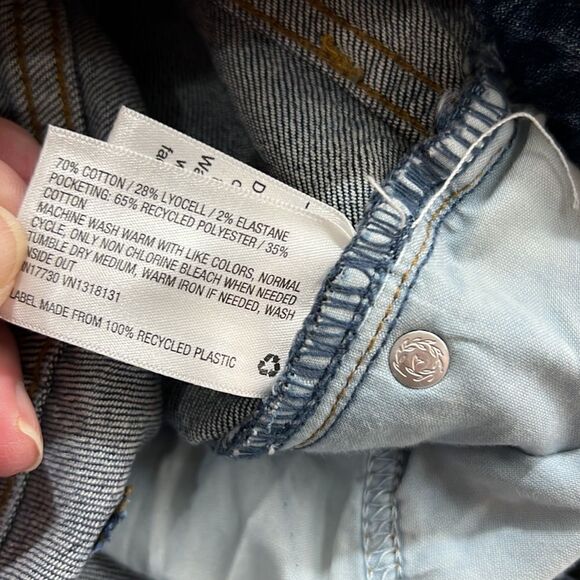 70% COTTON / 28% LYOCELL / 2% ELASTANE
POCKETING: 65% RECYCLED POLYESTER / 35%
COTTON
MACHINE WASH WARM WITH LIKE COLORS, NORMAL
CYCLE, ONLY NON CHLORINE BLEACH WHEN NEEDED
TUMBLE DRY MEDIUM, WARM IRON IF NEEDED, WASH
INSIDE OUT
17730 VN1318131
LABEL MADE FROM 100% RECYCLED PLASTIC